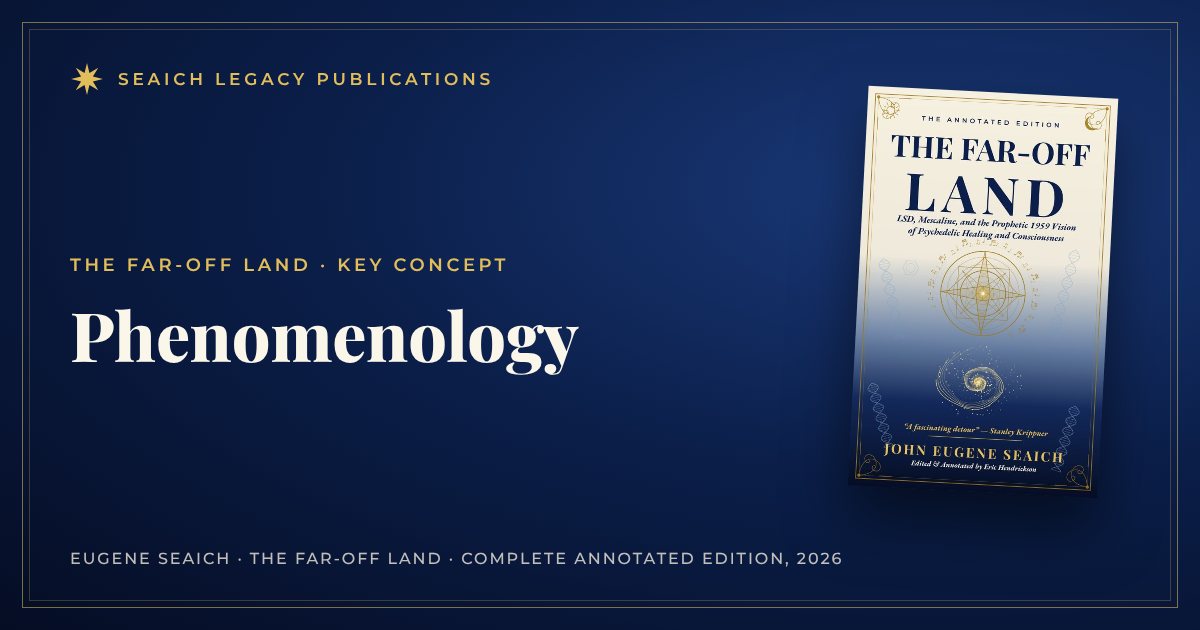 SEAICH LEGACY PUBLICATIONS
THE FAR-OFF LAND · KEY CONCEPT
Phenomenology
EUGENE SEAICH · THE FAR-OFF LAND · COMPLETE ANNOTATED EDITION, 2026
THE ANNOTATED EDITION
THE FAR-OFF
LAND
LSD, Mescaline, and the Prophetic 1959 Vision
of Psychedelic Healing and Consciousness
"A fascinating detour" — Stanley Krippner
JOHN EUGENE SEAICH
Edited & Annotated by Eric Hendrickson